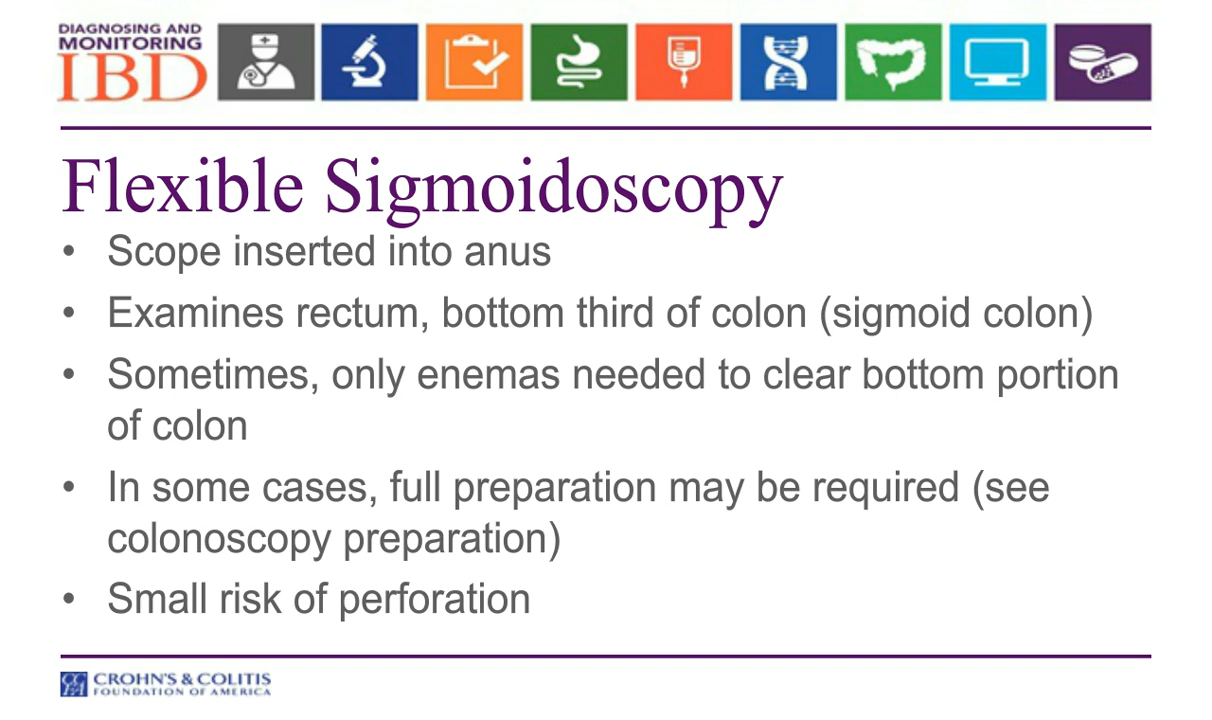 DIAGNOSING AND
MONITORING
IBD
Flexible Sigmoidoscopy
• Scope inserted into anus
• Examines rectum, bottom third of colon (sigmoid colon)
• Sometimes, only enemas needed to clear bottom portion
of colon
• In some cases, full preparation may be required (see
colonoscopy preparation)
• Small risk of perforation
CCFA
CROHN'S & COLITIS
FOUNDATION OF AMERICA